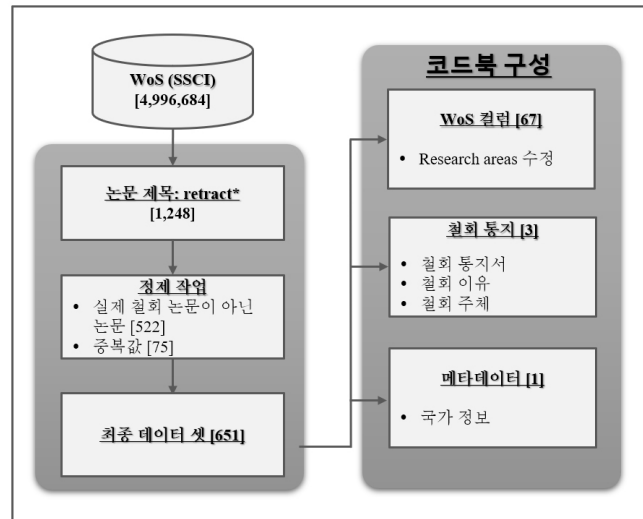 WoS (SSCI)
[4,996,684]
논문 제목: retract*
[1,248]
정제 작업
• 실제 철회 논문이 아닌
논문 [522]
• 중복값 [75]
최종 데이터 셋 [651]
코드북 구성
WoS 컬럼 [67]
• Research areas 수정
철회 통지 [3]
• 철회 통지서
• 철회 이유
• 철회 주체
메타데이터 [1]
• 국가 정보